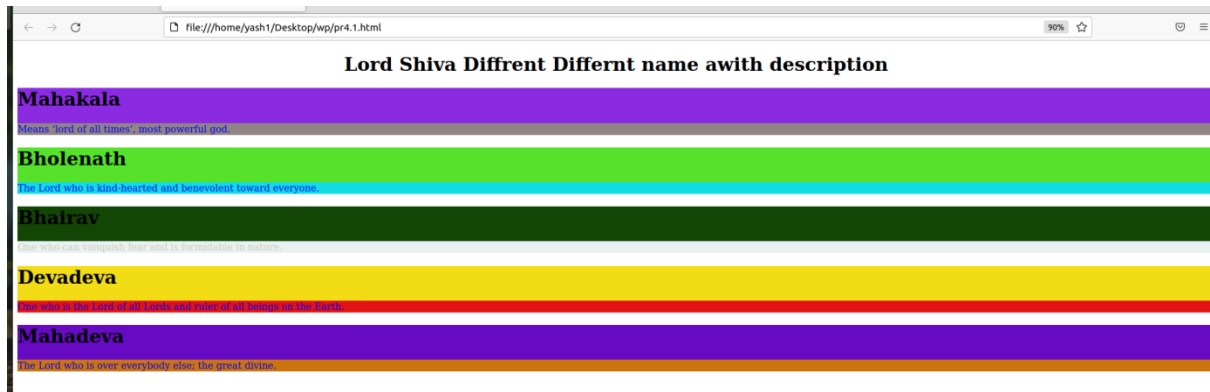 file:///home/yash1/Desktop/wp/pr4.1.html
90%
Lord Shiva Diffrent Differnt name awith description
Mahakala
Means ‘lord of all times’, most powerful god.
Bholenath
The Lord who is kind-hearted and benevolent toward everyone.
Bhairav
One who can vanquish fear and is formidable in nature.
Devadeva
One who is the Lord of all Lords and ruler of all beings on the Earth.
Mahadeva
The Lord who is over everybody else; the great divine.